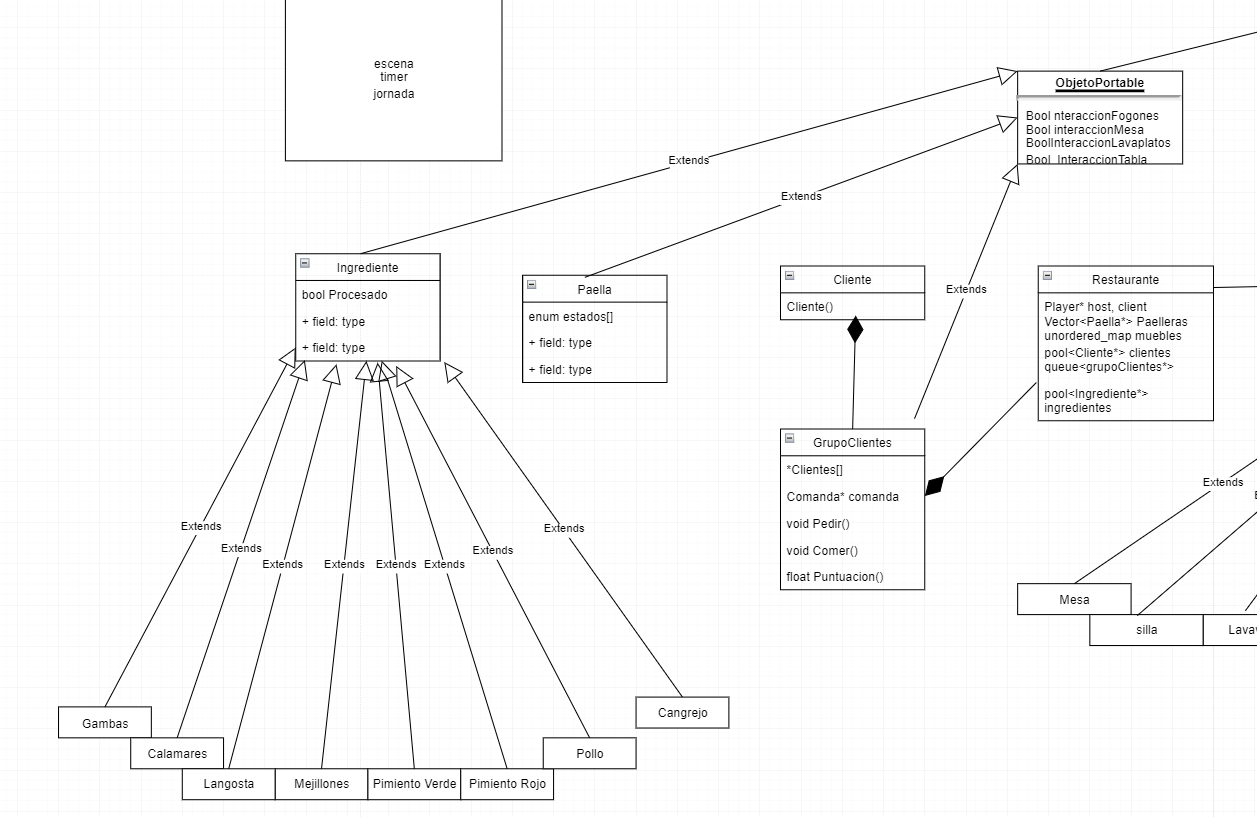 escena
timer
jornada
ObjetoPortable
Bool nteraccionFogones
Bool interaccionMesa
BoolInteraccionLavaplatos
Bool InteraccionTabla
Extends
Extends
Extends
Ingrediente
bool Procesado
+ field: type
+ field: type
Paella
enum estados[]
+ field: type
+ field: type
Cliente
Cliente()
Restaurante
Player* host, client
Vector<Paella*> Paelleras
unordered_map muebles
pool<Cliente*> clientes
queue<grupoClientes*>
pool<Ingrediente*>
ingredientes
GrupoClientes
*Clientes[]
Comanda* comanda
void Pedir()
void Comer()
float Puntuacion()
Extends
Extends
Extends
Extends
Extends
Extends
Extends
Extends
Extends
Mesa
silla
Gambas
Calamares
Langosta
Mejillones
Pimiento Verde
Pimiento Rojo
Pollo
Cangrejo